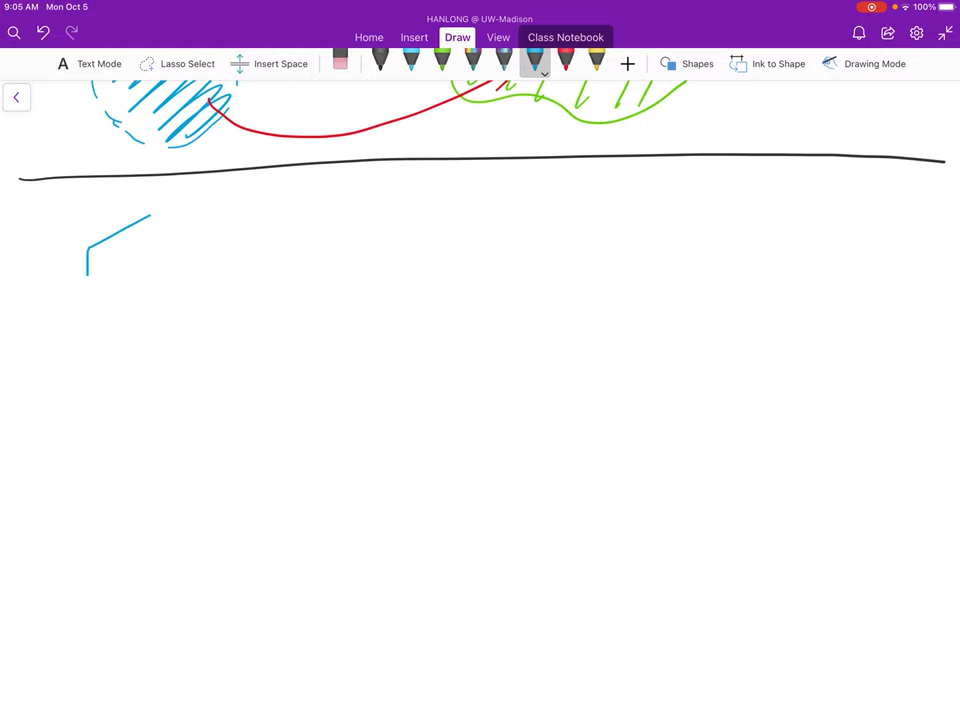 9:05 AM Mon Oct 5 100%
HANLONG @ UW-Madison
Home Insert Draw View Class Notebook
A Text Mode Lasso Select Insert Space Shapes Ink to Shape Drawing Mode